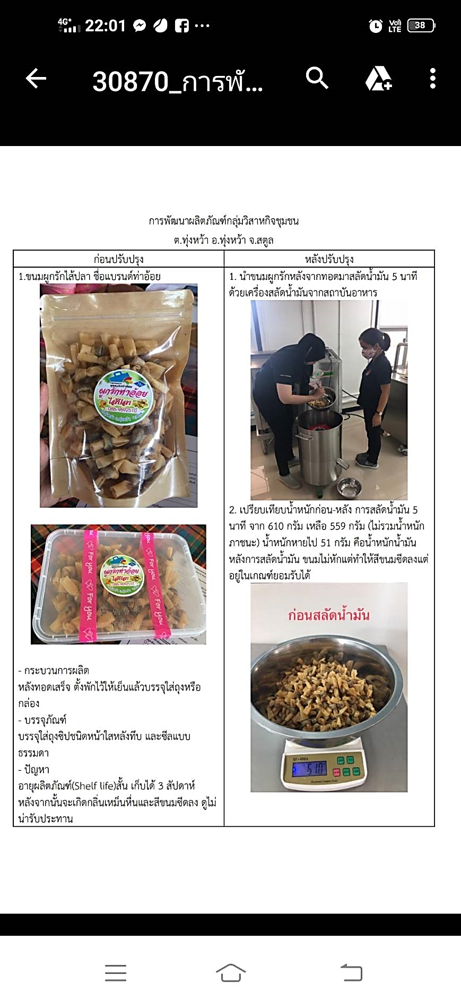 4G+ 22:01 Vo) LTE 38
30870_การพั...
การพัฒนาผลิตภัณฑ์กลุ่มวิสาหกิจชุมชน
ต.ทุ่งหว้า อ.ทุ่งหว้า จ.สตูล
ก่อนปรับปรุง
หลังปรับปรุง
1.ขนมผูกรักไส้ปลา ชื่อแบรนด์ท่าอ้อย
ผูกรักท่าอ้อย
ไส้ปลา
086-9692510
For you
For you
For you
For you
ผูกรักท่าอ้อย
ไส้ปลา
086-9692510
- กระบวนการผลิต
หลังทอดเสร็จ ตั้งพักไว้ให้เย็นแล้วบรรจุใส่ถุงหรือ
กล่อง
- บรรจุภัณฑ์
บรรจุใส่ถุงซิปชนิดหน้าใสหลังทึบ และซีลแบบ
ธรรมดา
- ปัญหา
อายุผลิตภัณฑ์(Shelf life)สั้น เก็บได้ 3 สัปดาห์
หลังจากนั้นจะเกิดกลิ่นเหม็นหืนและสีขนมซีดลง ดูไม่
น่ารับประทาน
1. นำขนมผูกรักหลังจากทอดมาสลัดน้ำมัน 5 นาที
ด้วยเครื่องสลัดน้ำมันจากสถาบันอาหาร
2. เปรียบเทียบน้ำหนักก่อน-หลัง การสลัดน้ำมัน 5
นาที จาก 610 กรัม เหลือ 559 กรัม (ไม่รวมน้ำหนัก
ภาชนะ) น้ำหนักหายไป 51 กรัม คือน้ำหนักน้ำมัน
หลังการสลัดน้ำมัน ขนมไม่หักแต่ทำให้สีขนมซีดลงแต่
อยู่ในเกณฑ์ยอมรับได้
ก่อนสลัดน้ำมัน
SF-400A
610